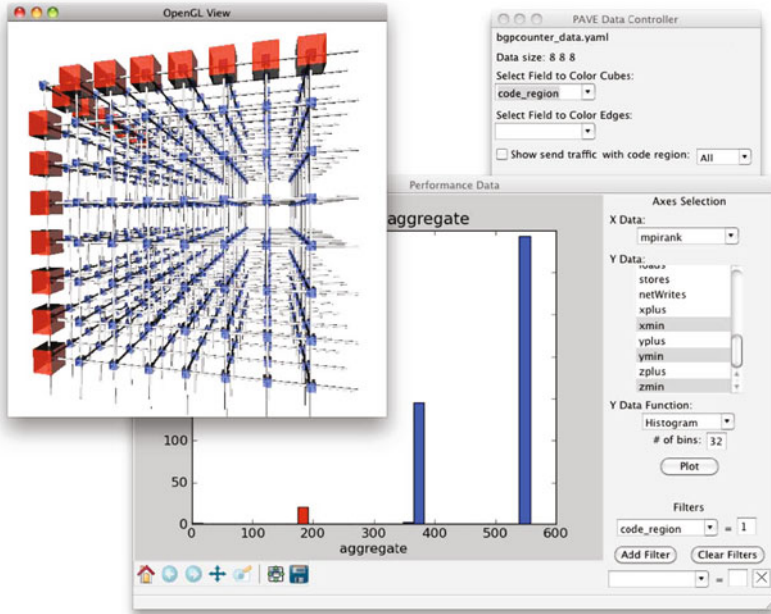 OpenGL View
PAVE Data Controller
bgpcounter_data.yaml
Data size: 8 8 8
Select Field to Color Cubes:
code_region
Select Field to Color Edges:
Show send traffic with code region: All
Performance Data
aggregate
100
50
0
0 100 200 300 400 500 600
aggregate
Axes Selection
X Data:
mpirank
Y Data:
loads
stores
netWrites
xplus
xmin
yplus
ymin
zplus
zmin
Y Data Function:
Histogram
# of bins: 32
Plot
Filters
code_region = 1
Add Filter Clear Filters
=